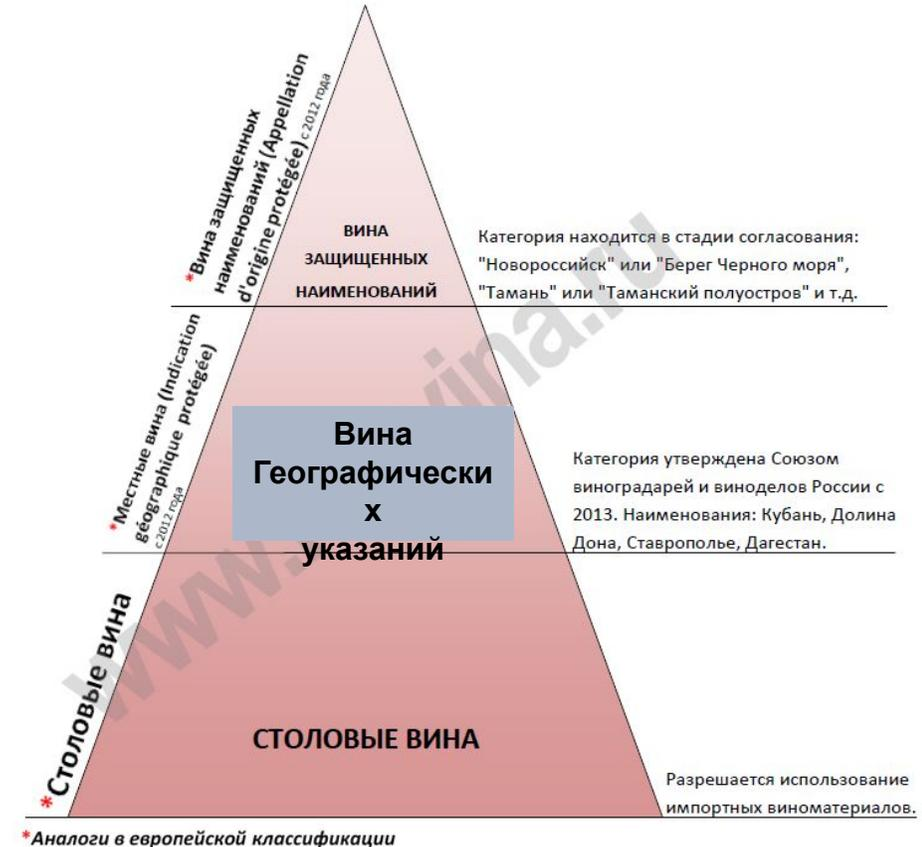 *Вина защищенных
наименований (Appellation
d'origine protégée) с 2012 года
ВИНА
ЗАЩИЩЕННЫХ
НАИМЕНОВАНИЙ
Категория находится в стадии согласования:
"Новороссийск" или "Берег Черного моря",
"Тамань" или "Таманский полуостров" и т.д.
*Местные вина (Indication
géographique protégée)
с 2012 года
Вина
Географически
х
указаний
Категория утверждена Союзом
виноградарей и виноделов России с
2013. Наименования: Кубань, Долина
Дона, Ставрополье, Дагестан.
*Столовые вина
СТОЛОВЫЕ ВИНА
Разрешается использование
импортных виноматериалов.
*Аналоги в европейской классификации